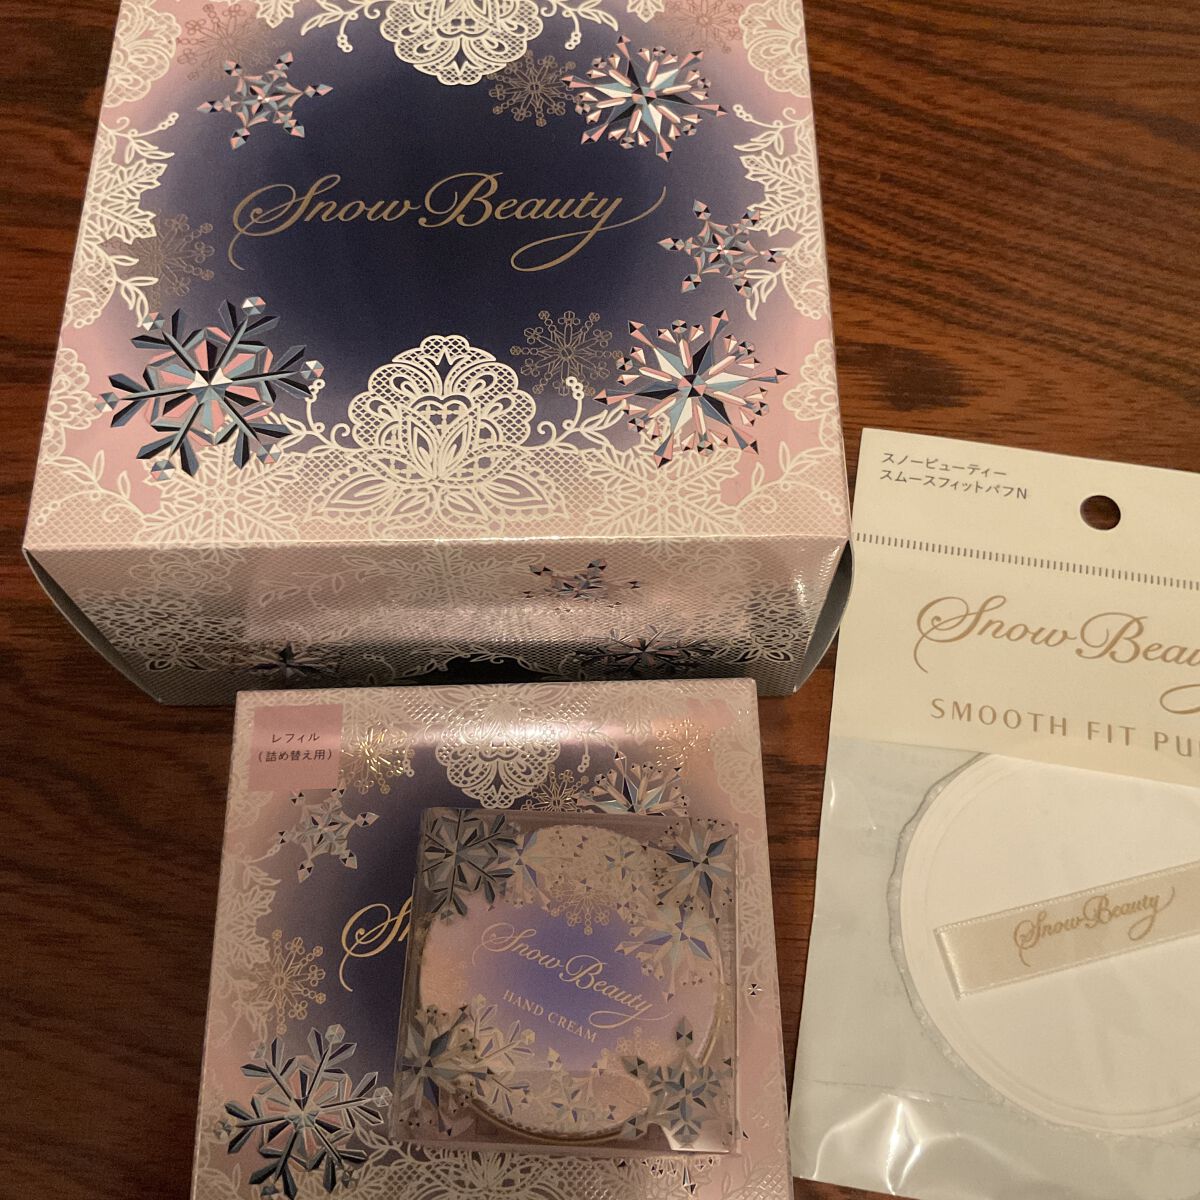 Snow Beauty
スノービューティー
スムースフィットパフN
Snow
SMOOTH FIT
Snow Beauty
レフィル
(詰め替え用)
Snow Beauty
HAND CREAM